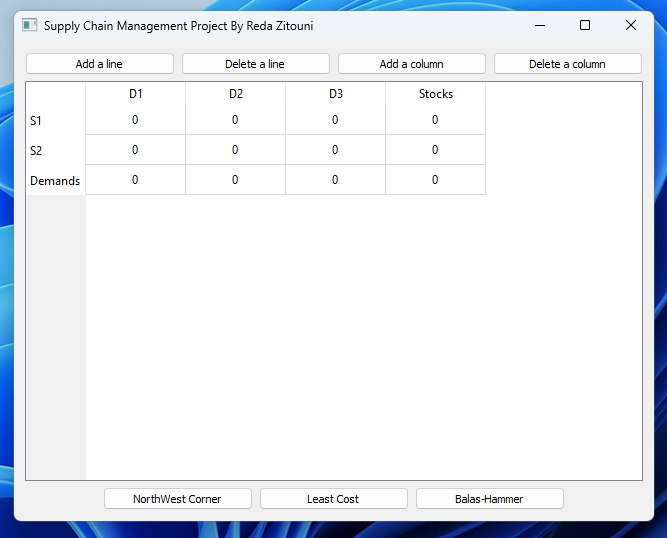 Supply Chain Management Project By Reda Zitouni
Add a line Delete a line Add a column Delete a column
D1 D2 D3 Stocks
S1 0 0 0 0
S2 0 0 0 0
Demands 0 0 0 0
NorthWest Corner Least Cost Balas-Hammer